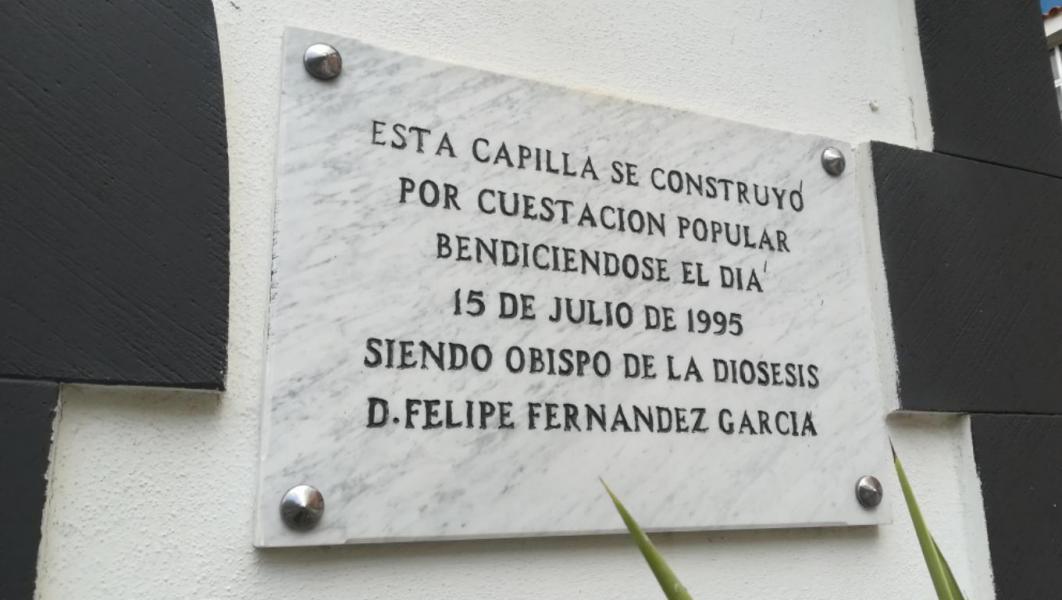 ESTA CAPILLA SE CONSTRUYÓ
POR CUESTACION POPULAR
BENDICIENDOSE EL DIA'
15 DE JULIO DE 1995
SIENDO OBISPO DE LA DIOSESIS
D. FELIPE FERNANDEZ GARCIA